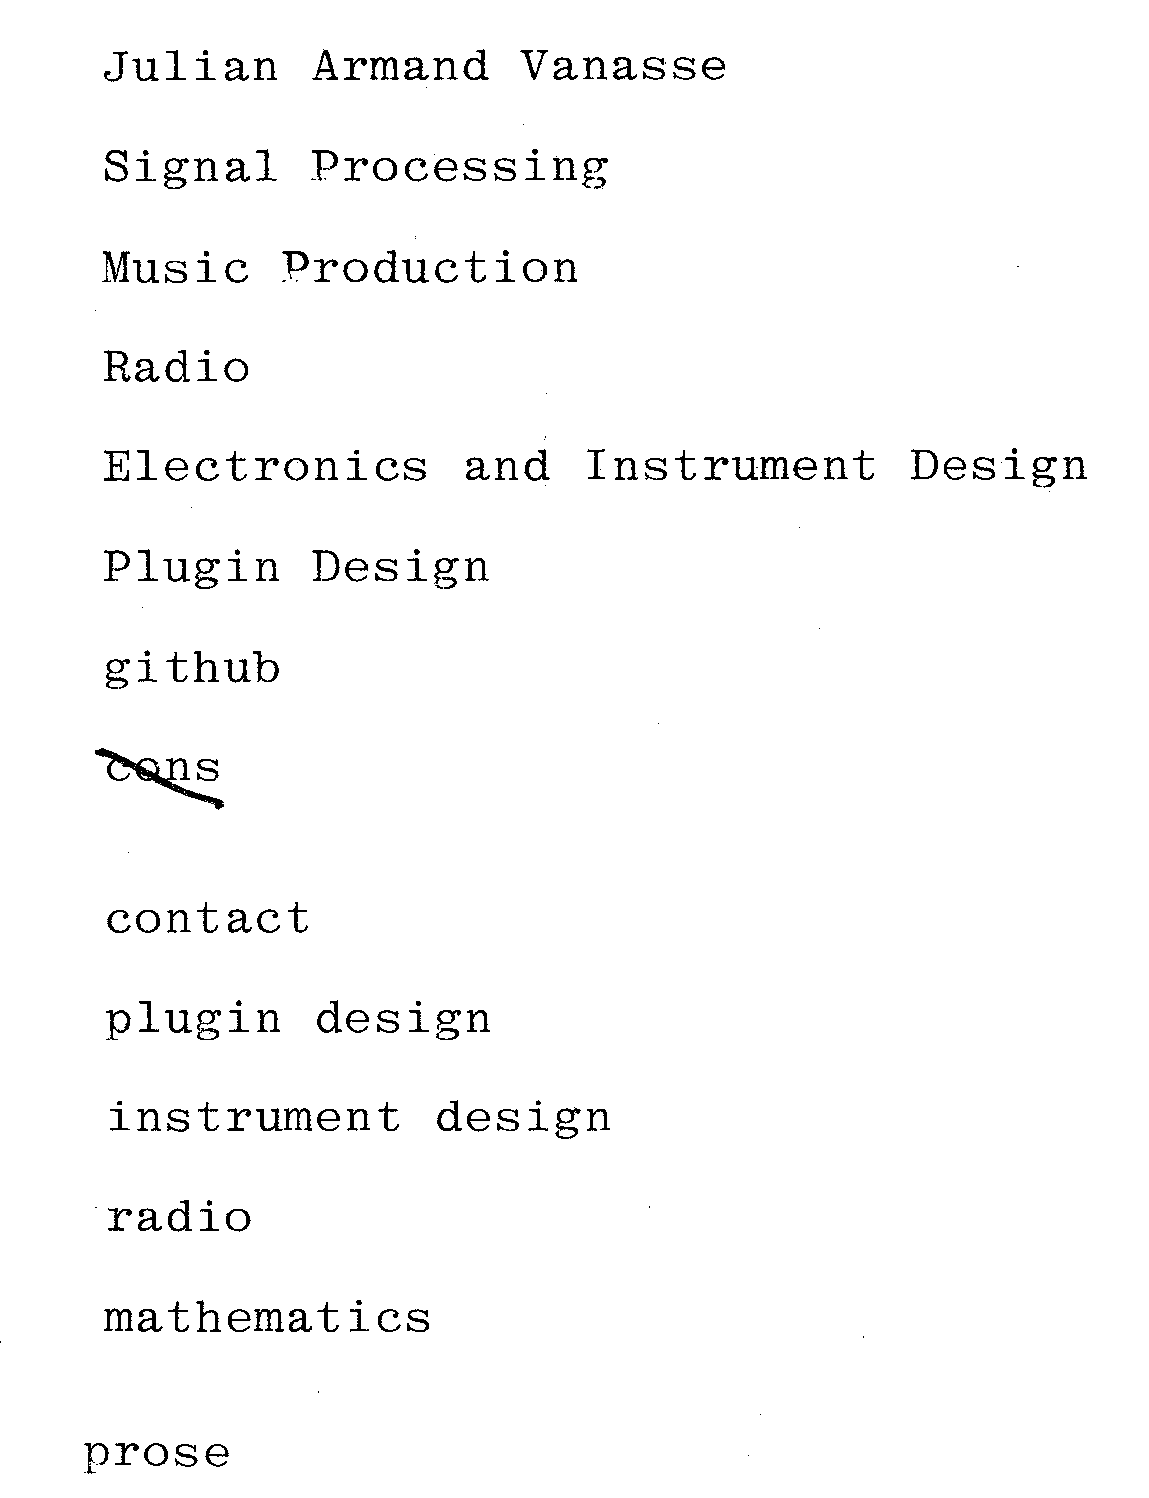 Julian Armand Vanasse
Signal Processing
Music Production
Radio
Electronics and Instrument Design
Plugin Design
github
cons
contact
plugin design
instrument design
radio
mathematics
prose